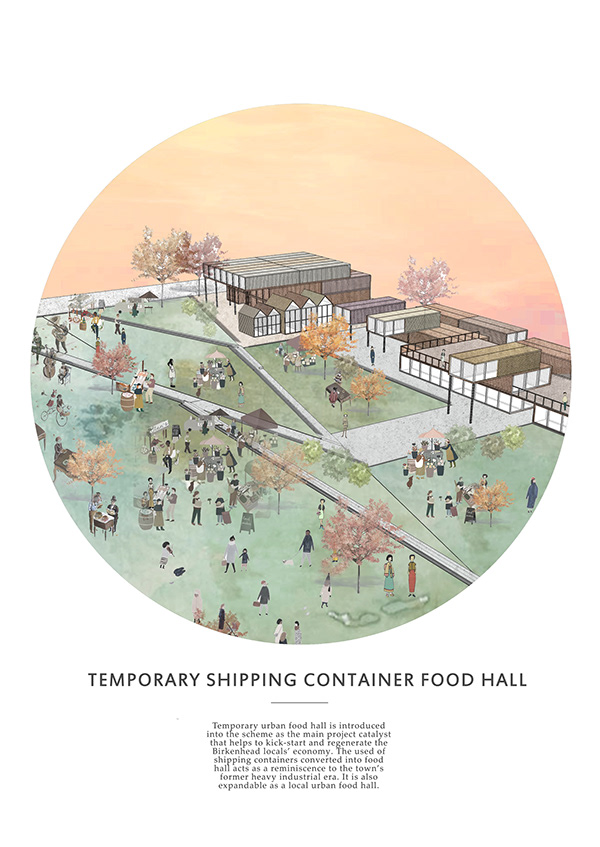 TEMPORARY SHIPPING CONTAINER FOOD HALL
Temporary urban food hall is introduced
into the scheme as the main project catalyst
that helps to kick-start and regenerate the
Birkenhead locals' economy. The used of
shipping containers converted into food
hall acts as a reminiscence to the town's
former heavy industrial era. It is also
expandable as a local urban food hall.